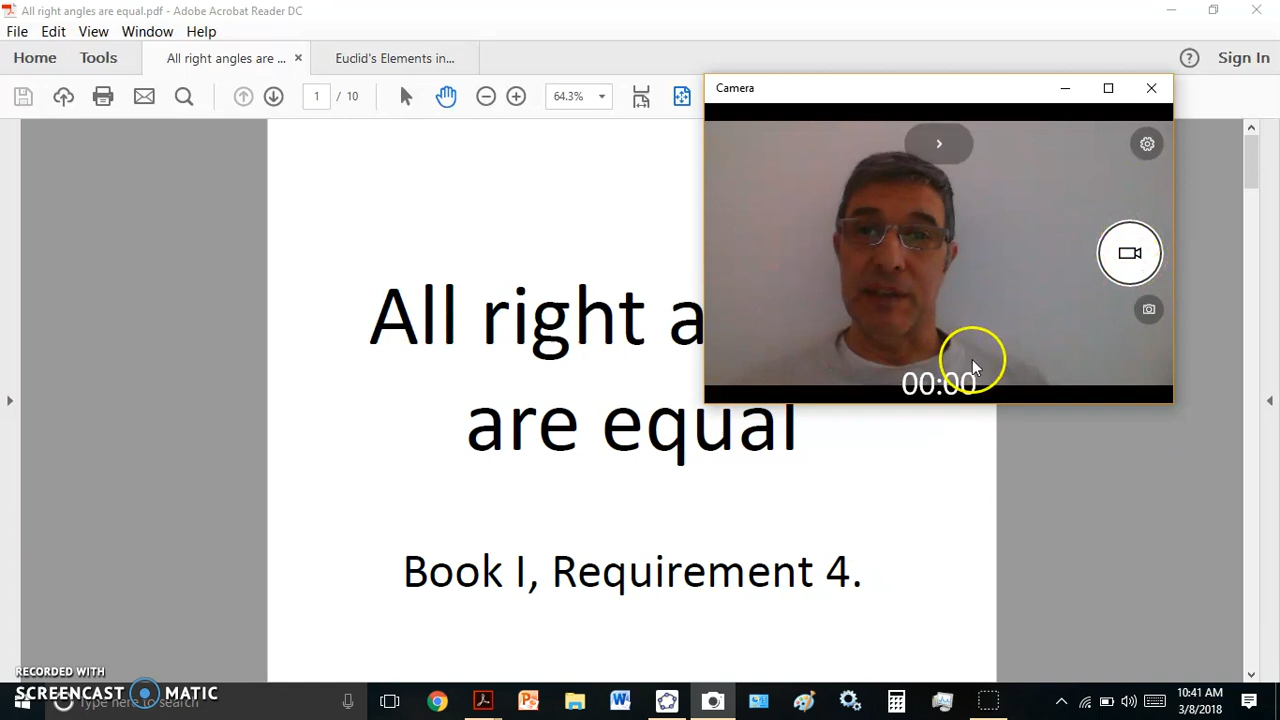 All right angles are equal.pdf - Adobe Acrobat Reader DC
File Edit View Window Help
Home Tools All right angles are ... × Euclid's Elements in... Sign In
1 / 10 64.3%
Camera
00:00
All right a
are equal
Book I, Requirement 4.
RECORDED WITH
SCREENCAST MATIC
Type here to search
10:41 AM
3/8/2018